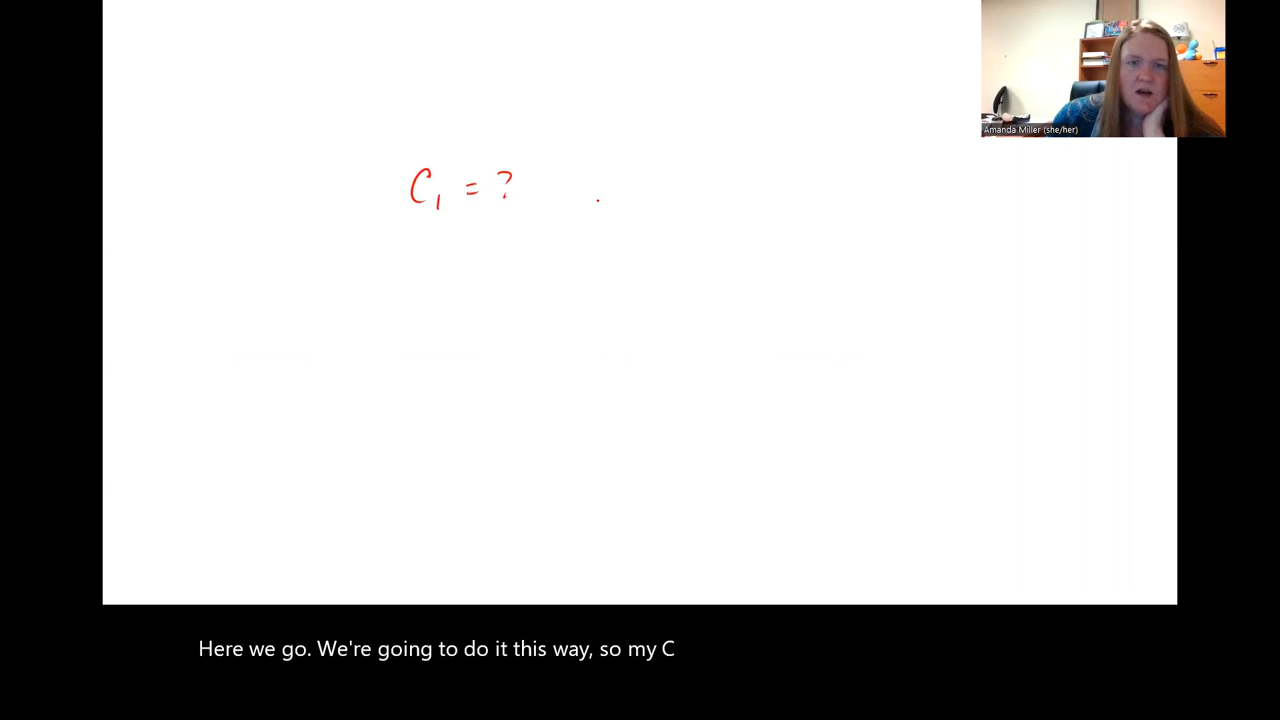 Amanda Miller (she/her)
C₁ = ?
Here we go. We're going to do it this way, so my C